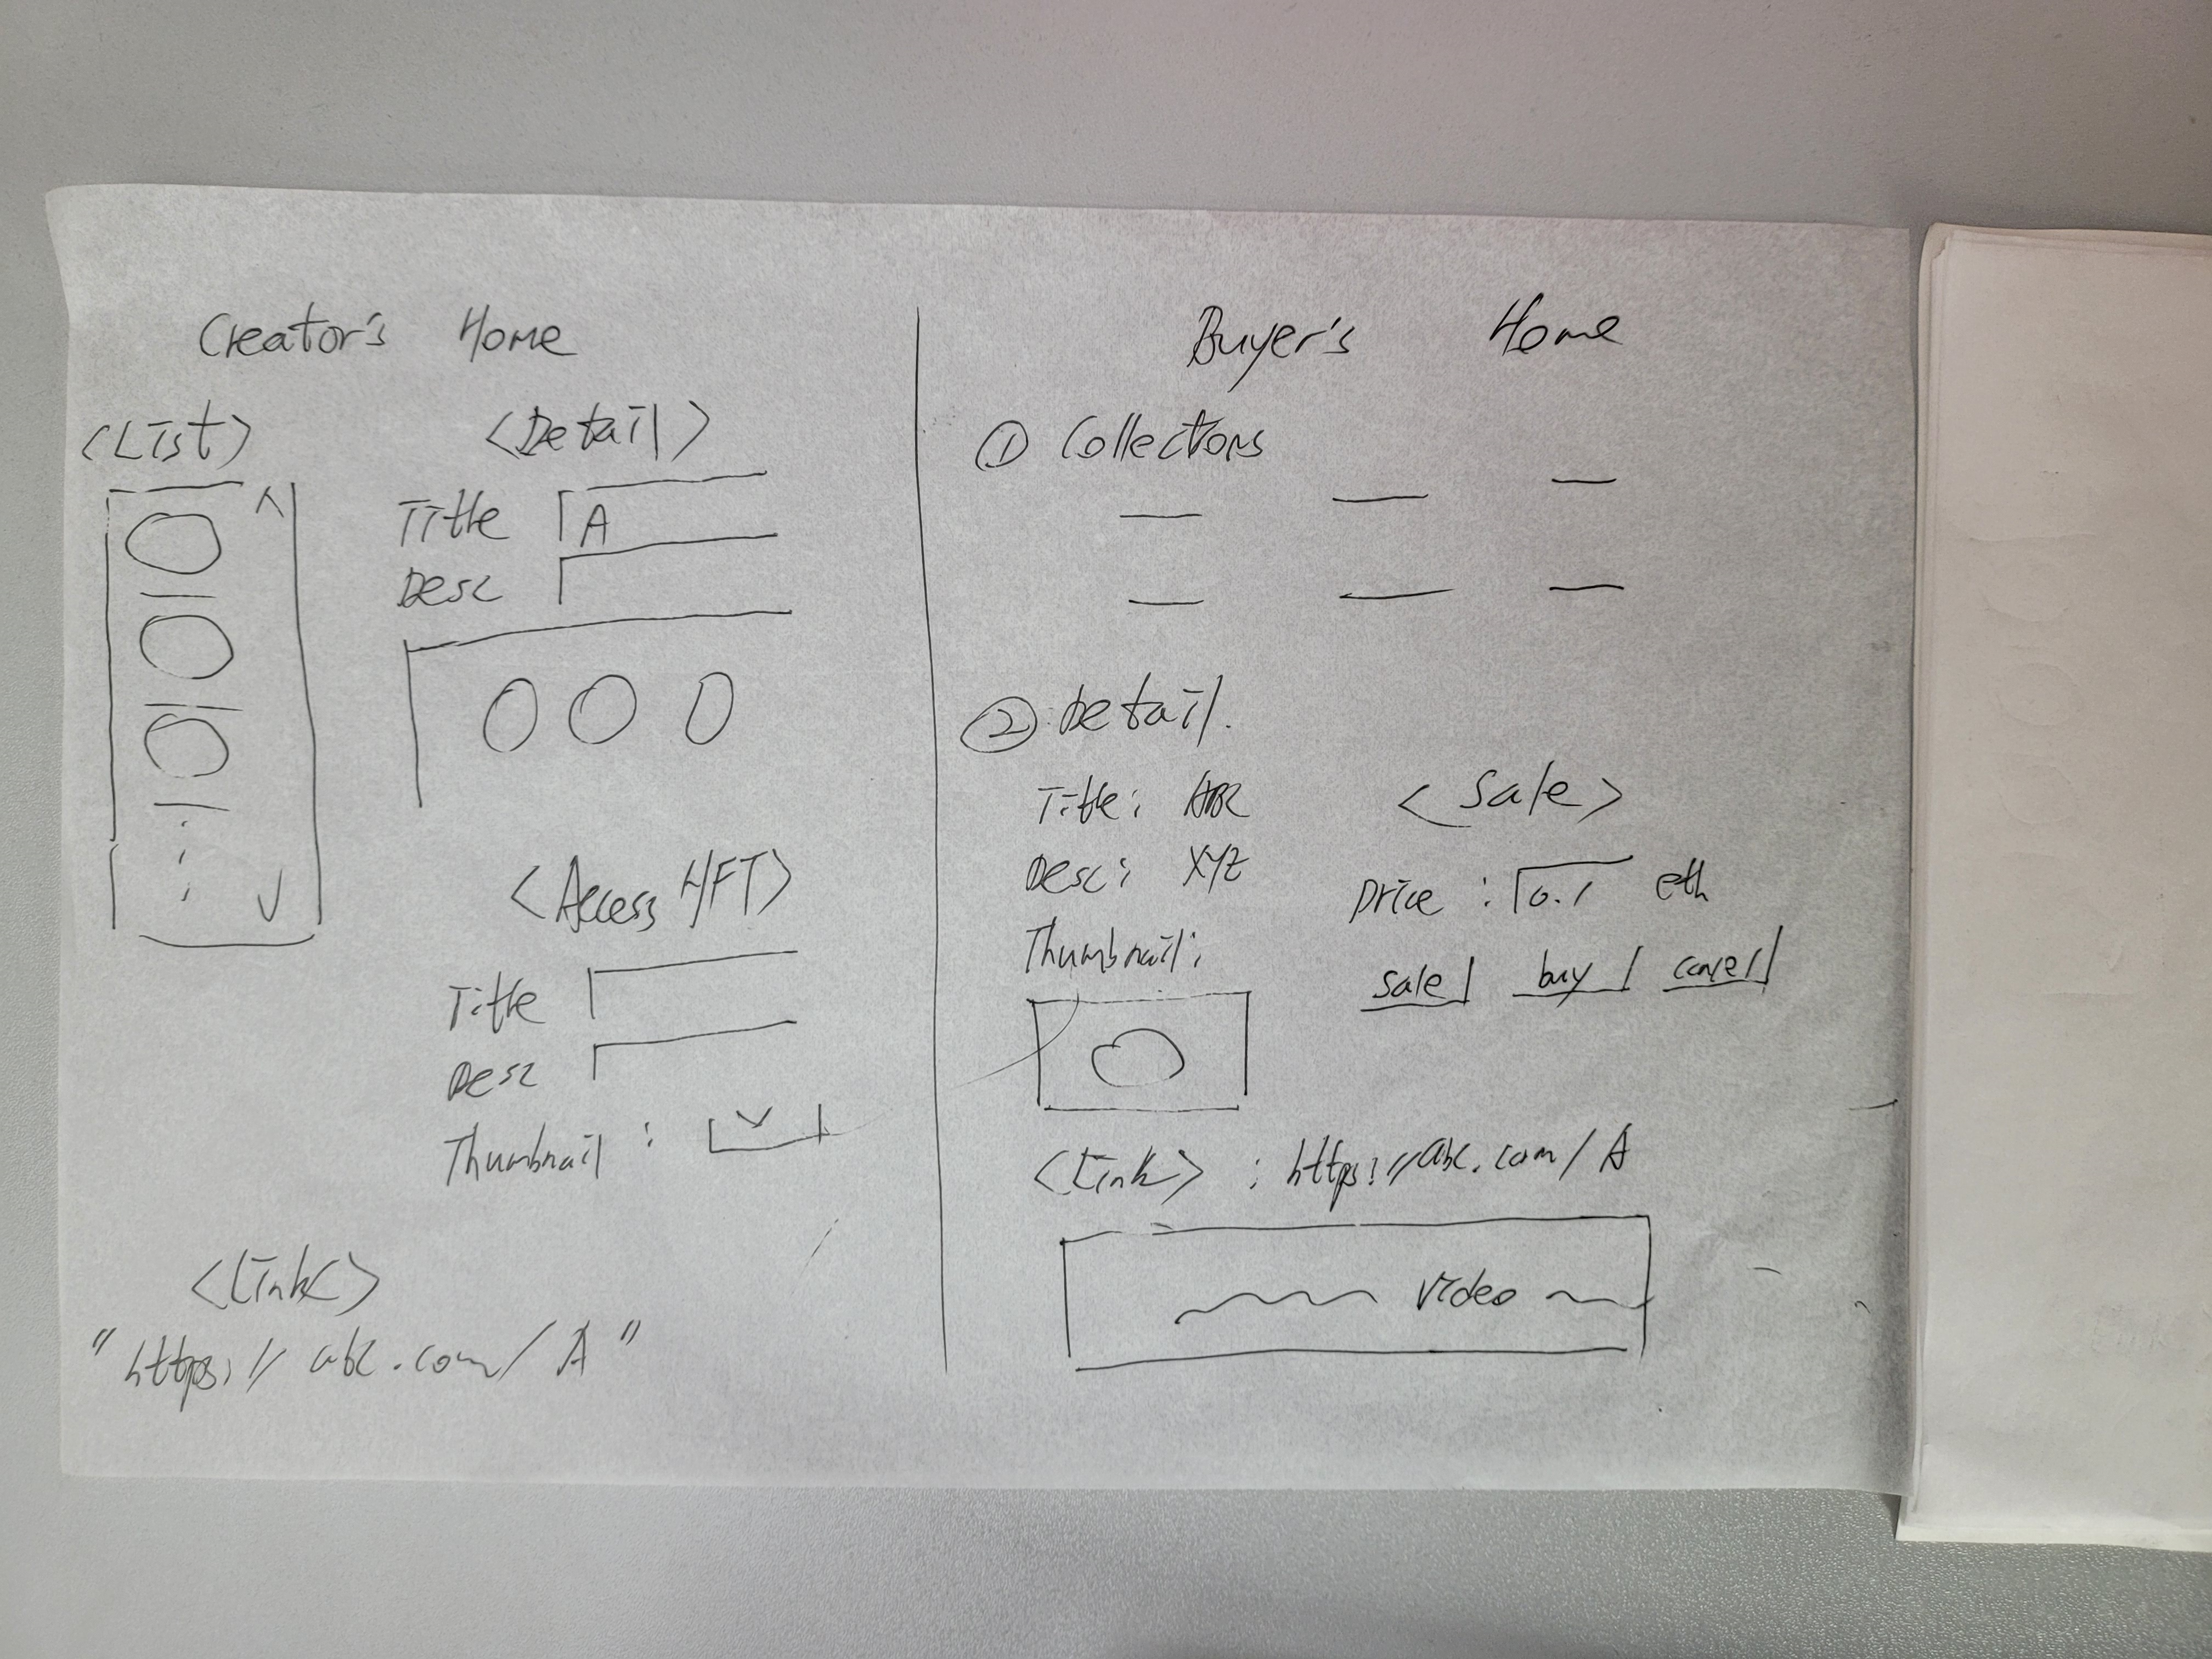 Creator's Home
<List>
<Detail>
Title A
Desc
<Access NFT>
Title
Desc
Thumbnail :
<Link>
"https://abc.com/A"
Buyer's Home
① Collections
② Detail.
Title: ABC
Desc: XYZ
Thumbnail:
<Sale>
price : 0.1 eth
sale buy cancel
<Link> : https://abc.com/A
Video